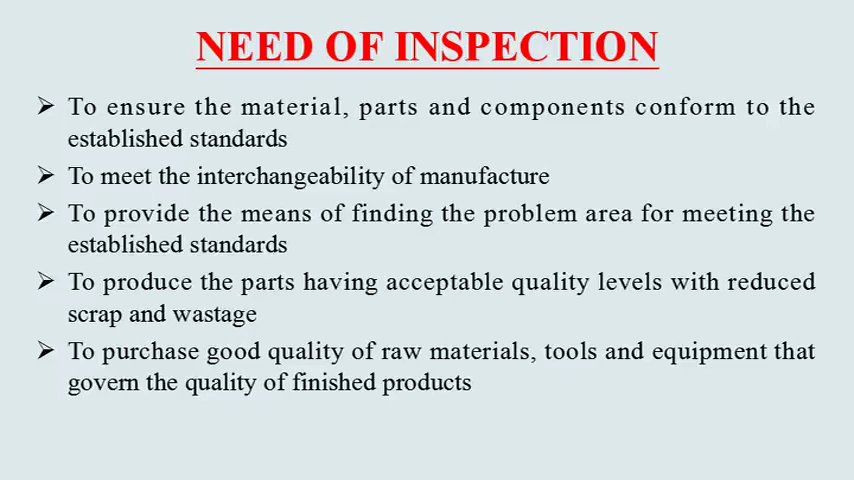 NEED OF INSPECTION
➢ To ensure the material, parts and components conform to the
established standards
➢ To meet the interchangeability of manufacture
➢ To provide the means of finding the problem area for meeting the
established standards
➢ To produce the parts having acceptable quality levels with reduced
scrap and wastage
➢ To purchase good quality of raw materials, tools and equipment that
govern the quality of finished products